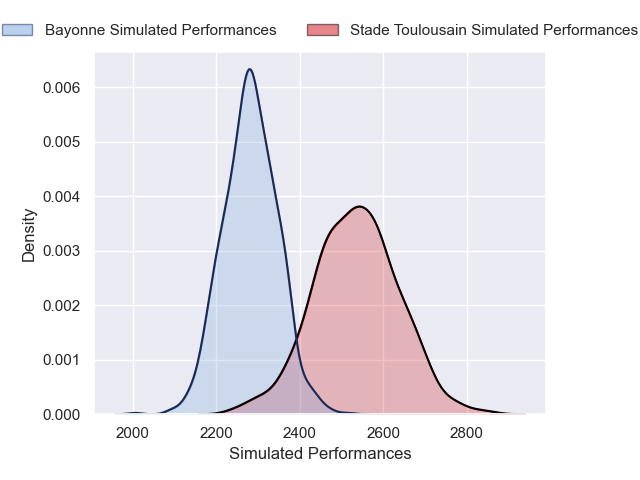 Bayonne Simulated Performances Stade Toulousain Simulated Performances
0.006
0.005
0.004
0.003
0.002
0.001
0.000
Density
2000 2200 2400 2600 2800
Simulated Performances